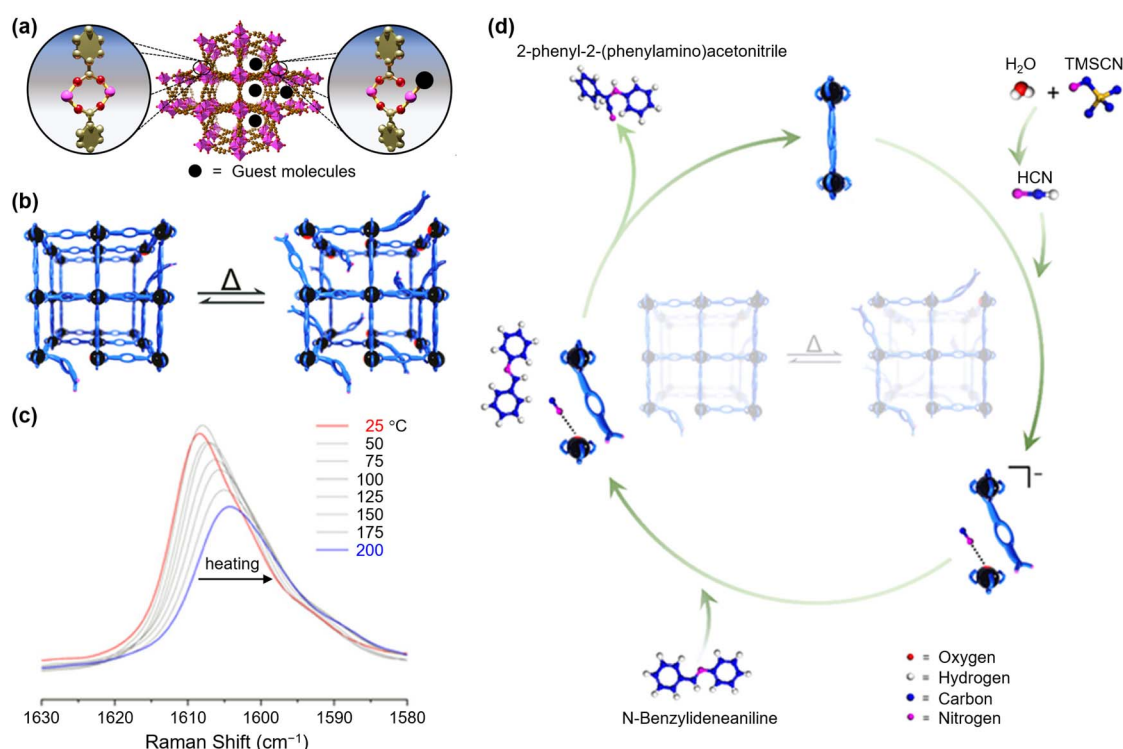 (a)
= Guest molecules
(b)
Δ
(c)
25 °C
50
75
100
125
150
175
200
heating
1630 1620 1610 1600 1590 1580
Raman Shift (cm⁻¹)
(d)
2-phenyl-2-(phenylamino)acetonitrile
H₂O + TMSCN
HCN
Δ
⁻
N-Benzylideneaniline
= Oxygen
= Hydrogen
= Carbon
= Nitrogen